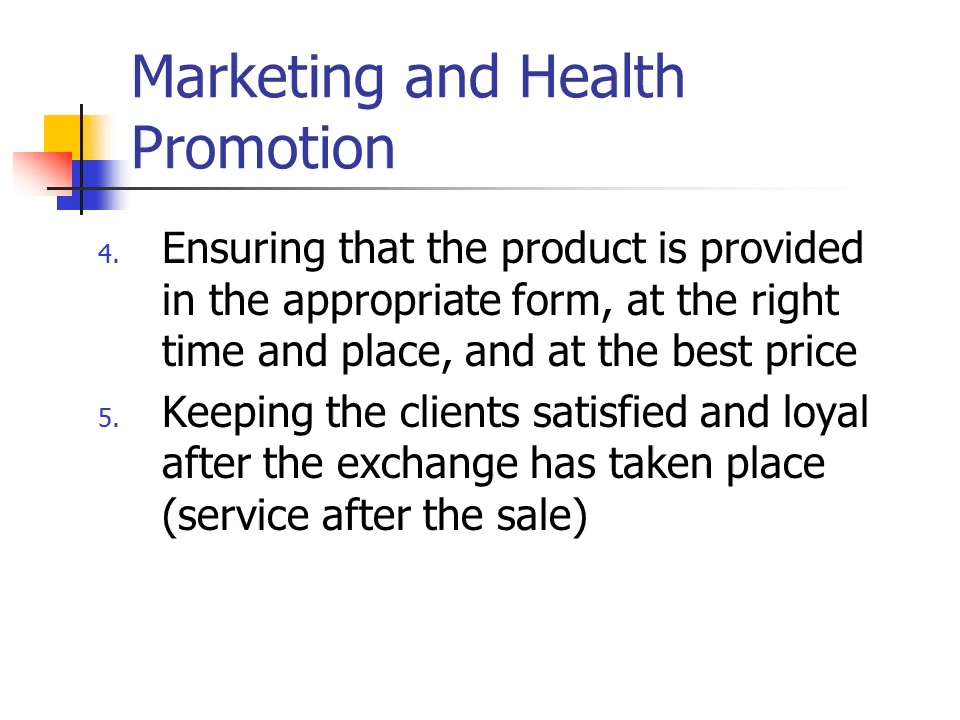 Marketing and Health
Promotion
4. Ensuring that the product is provided
in the appropriate form, at the right
time and place, and at the best price
5. Keeping the clients satisfied and loyal
after the exchange has taken place
(service after the sale)